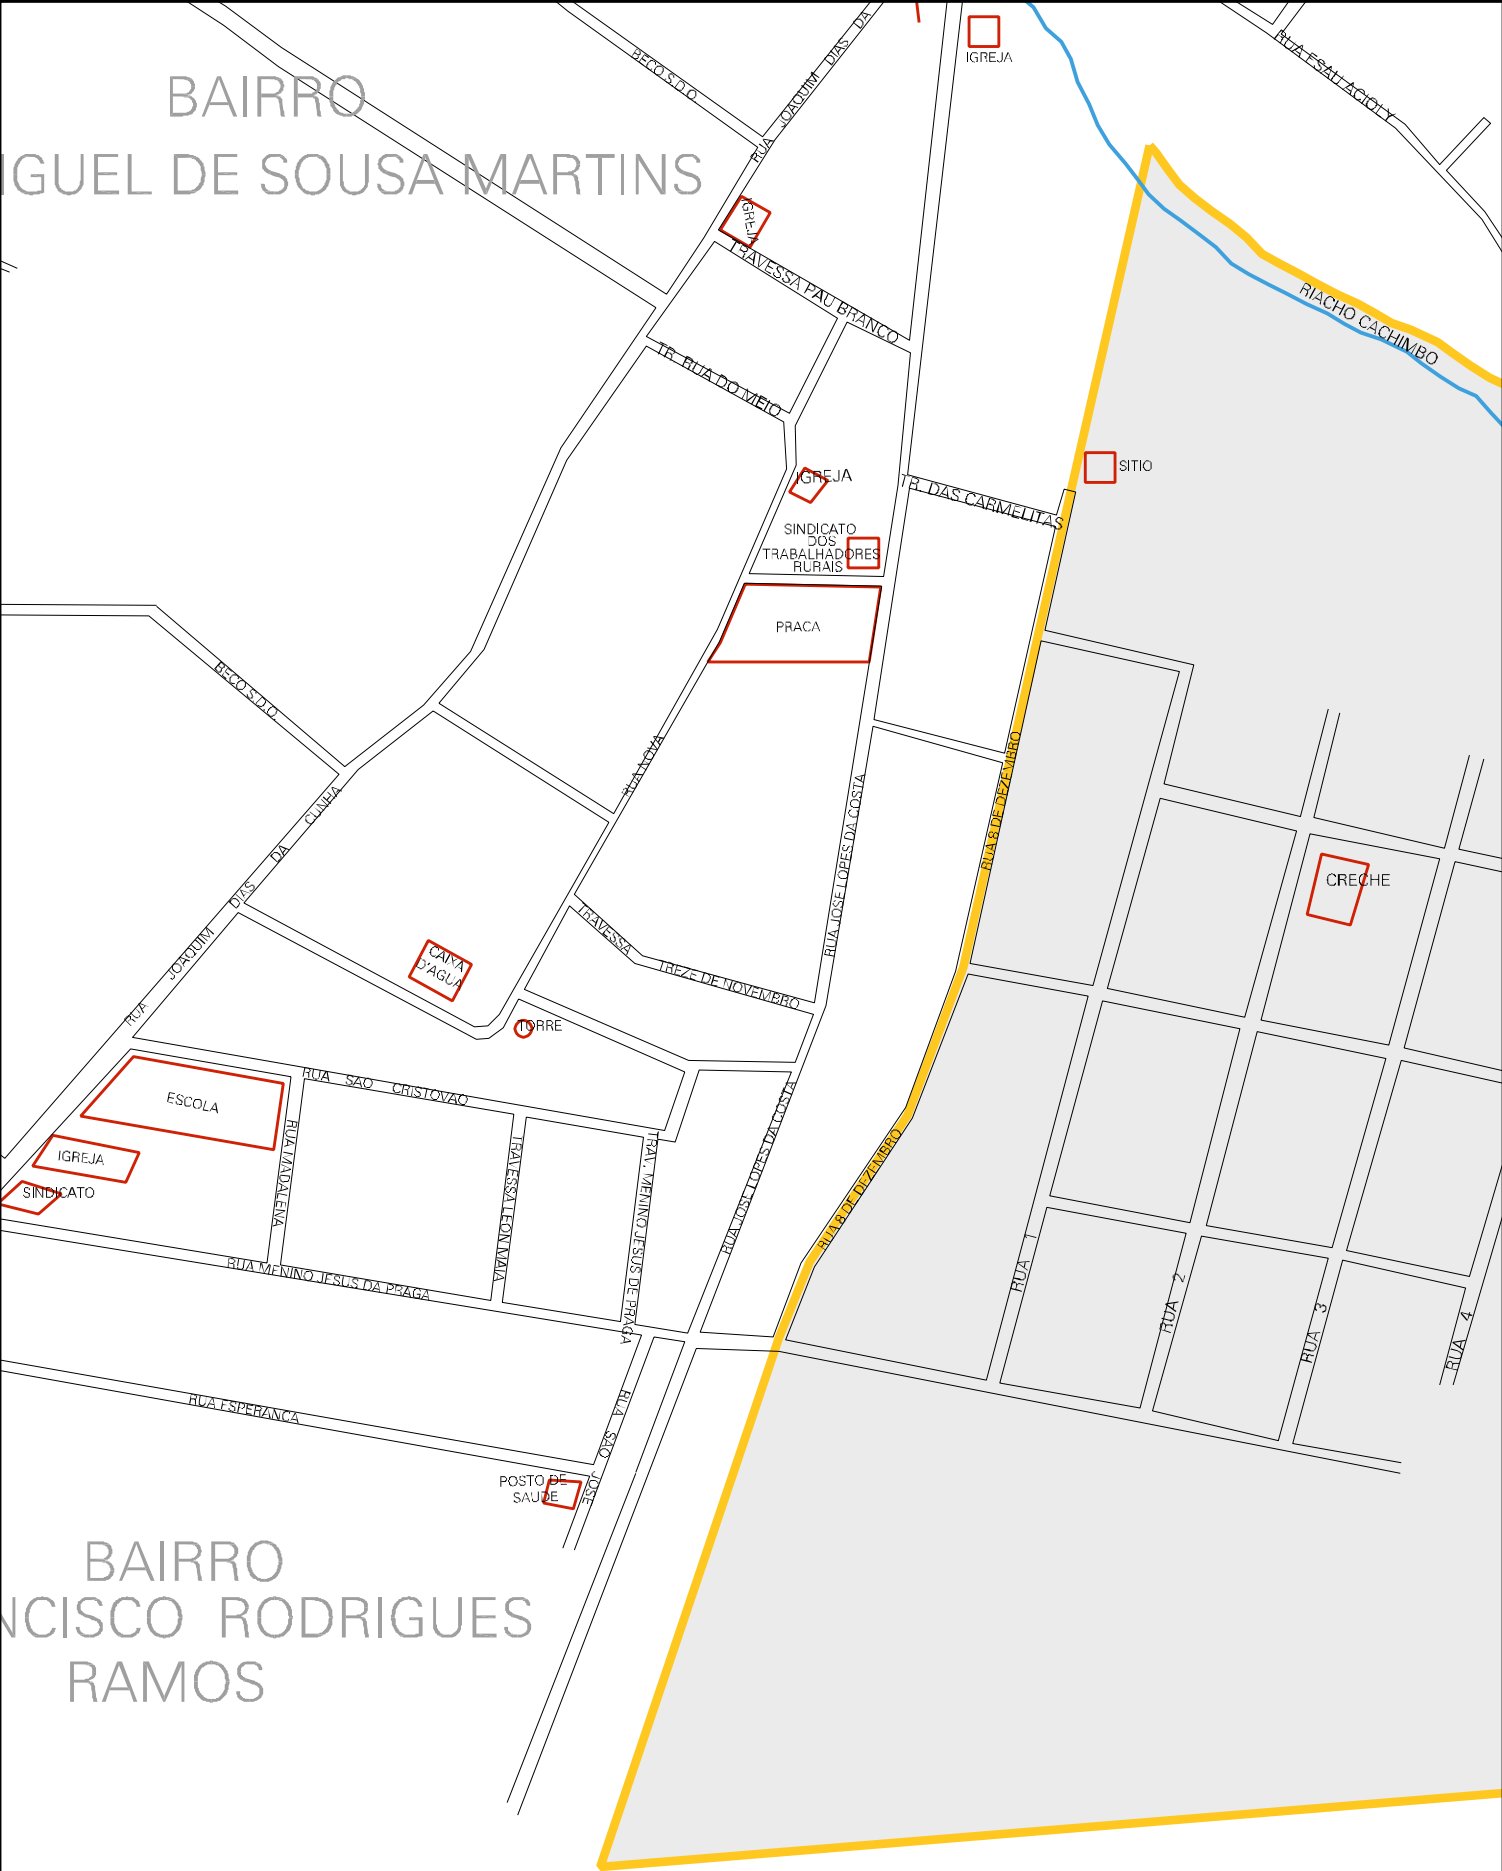 IGREJA
RUA ESAU ACIOLY
BECO S.D.O.
RUA JOAQUIM DIAS DA
BAIRRO
IGUEL DE SOUSA MARTINS
IGREJA
TRAVESSA PAU BRANCO
RIACHO CACHIMBO
TR. RUA DO MEIO
IGREJA
SITIO
TR. DAS CARMELITAS
SINDICATO
DOS
TRABALHADORES
RURAIS
PRACA
BECO S.D.O.
RUA NOVA
RUA 8 DE DEZEMBRO
RUA JOSE LOPES DA COSTA
RUA JOAQUIM DIAS DA CUNHA
CRECHE
TRAVESSA TREZE DE NOVEMBRO
CAIXA
D'AGUA
TORRE
RUA SAO CRISTOVAO
ESCOLA
IGREJA
SINDICATO
RUA MADALENA
TRAVESSA LEON MAIA
TRAV. MENINO JESUS DE PRAGA
RUA JOSE LOPES DA COSTA
RUA 8 DE DEZEMBRO
RUA MENINO JESUS DA PRAGA
RUA 1
RUA 2
RUA 3
RUA 4
RUA ESPERANCA
RUA SAO JOSE
POSTO DE
SAUDE
BAIRRO
NCISCO RODRIGUES
RAMOS